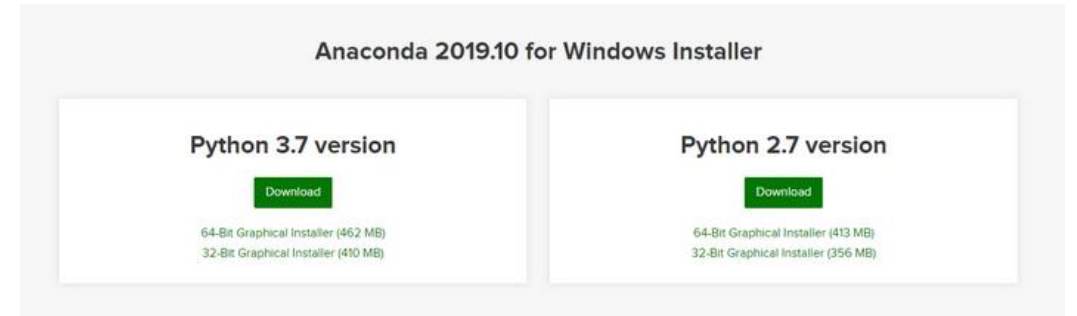 Anaconda 2019.10 for Windows Installer
Python 3.7 version
Download
64-Bit Graphical Installer (462 MB)
32-Bit Graphical Installer (410 MB)
Python 2.7 version
Download
64-Bit Graphical Installer (413 MB)
32-Bit Graphical Installer (356 MB)